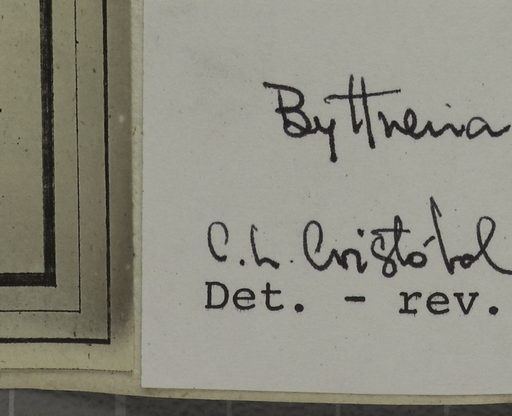 Byttneria
C. L. Cristóbal
Det. - rev.